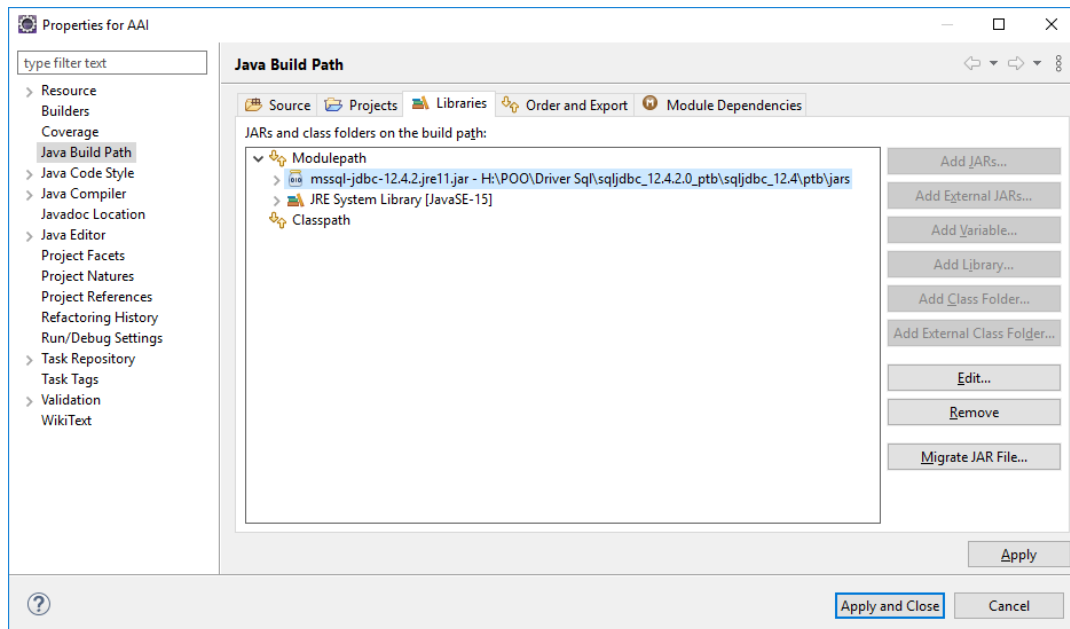 Properties for AAI
type filter text
Resource
Builders
Coverage
Java Build Path
Java Code Style
Java Compiler
Javadoc Location
Java Editor
Project Facets
Project Natures
Project References
Refactoring History
Run/Debug Settings
Task Repository
Task Tags
Validation
WikiText
Java Build Path
Source Projects Libraries Order and Export Module Dependencies
JARs and class folders on the build path:
Modulepath
mssql-jdbc-12.4.2.jre11.jar - H:\POO\Driver Sql\sqljdbc_12.4.2.0_ptb\sqljdbc_12.4\ptb\jars
JRE System Library [JavaSE-15]
Classpath
Add JARs...
Add External JARs...
Add Variable...
Add Library...
Add Class Folder...
Add External Class Folder...
Edit...
Remove
Migrate JAR File...
Apply
?
Apply and Close Cancel